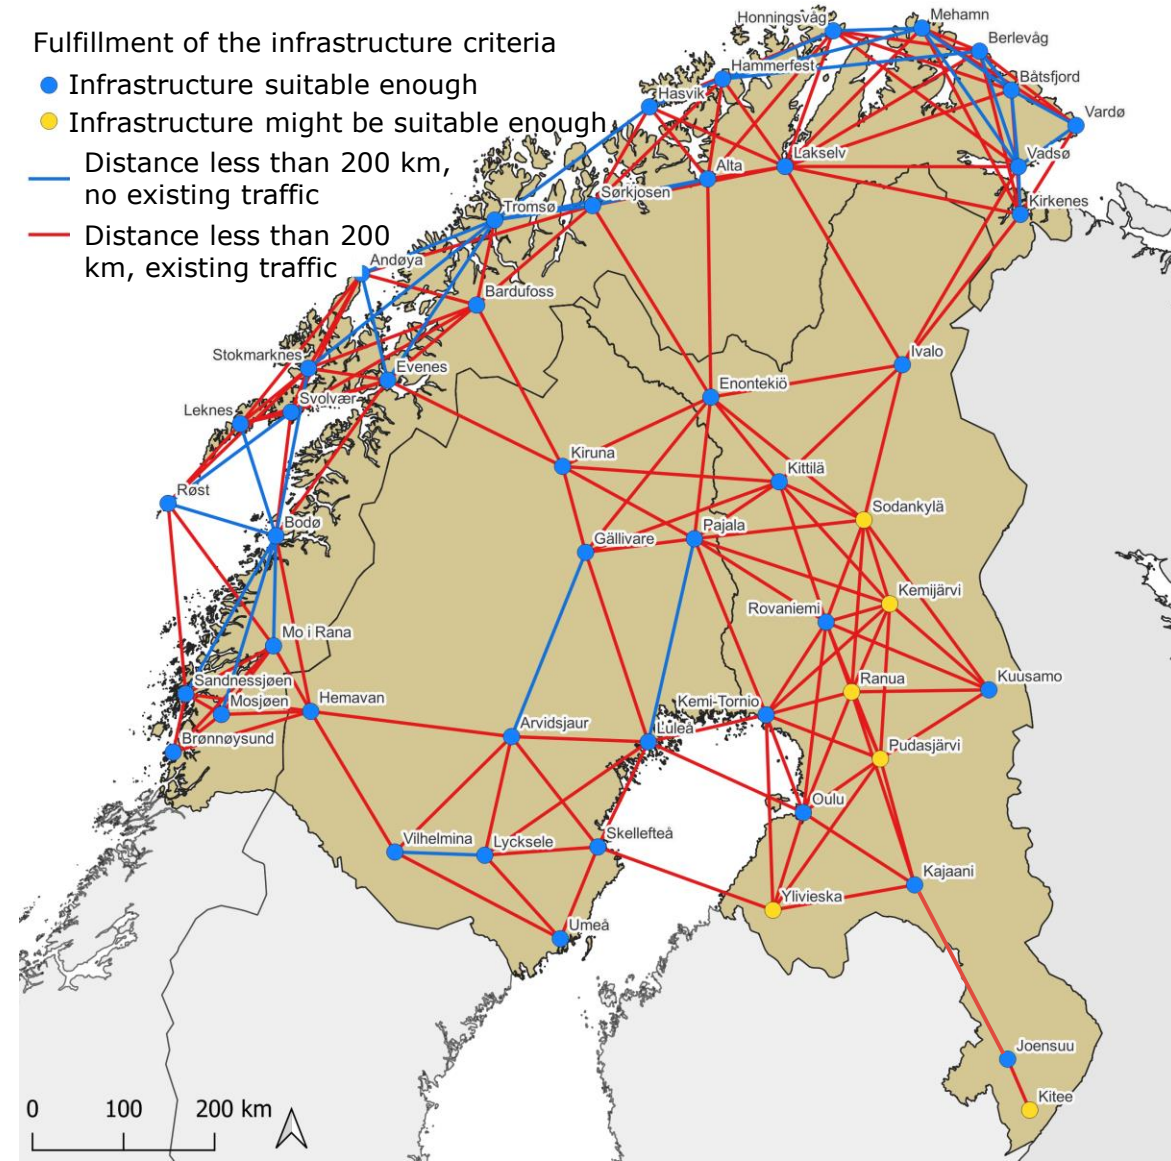 Fulfillment of the infrastructure criteria
Infrastructure suitable enough
Infrastructure might be suitable enough
Distance less than 200 km,
no existing traffic
Distance less than 200
km, existing traffic
Honningsvåg
Mehamn
Berlevåg
Hammerfest
Båtsfjord
Hasvik
Vardø
Lakselv
Alta
Vadsø
Sørkjosen
Kirkenes
Tromsø
Andøya
Bardufoss
Stokmarknes
Evenes
Ivalo
Enontekiö
Svolvær
Leknes
Kiruna
Kittilä
Røst
Sodankylä
Bodø
Gällivare
Pajala
Kemijärvi
Rovaniemi
Mo i Rana
Sandnessjøen
Ranua
Kuusamo
Mosjøen
Hemavan
Kemi-Tornio
Arvidsjaur
Luleå
Brønnøysund
Pudasjärvi
Oulu
Vilhelmina
Lycksele
Skellefteå
Kajaani
Ylivieska
Umeå
Joensuu
Kitee
0 100 200 km